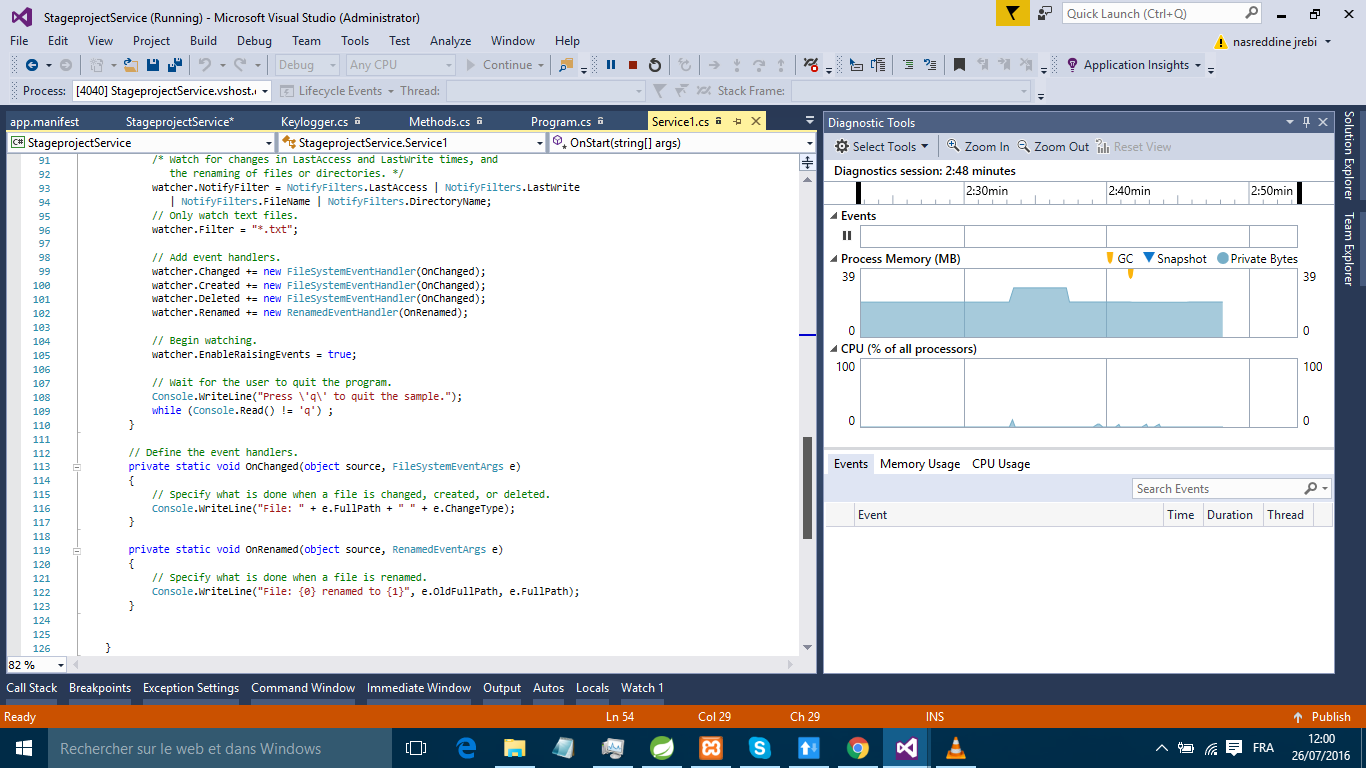 StageprojectService (Running) - Microsoft Visual Studio (Administrator)
Quick Launch (Ctrl+Q)
File Edit View Project Build Debug Team Tools Test Analyze Window Help
nasreddine jrebi
Debug Any CPU Continue Application Insights
Process: [4040] StageprojectService.vshost. Lifecycle Events Thread: Stack Frame:
app.manifest StageprojectService* Keylogger.cs Methods.cs Program.cs Service1.cs
StageprojectService StageprojectService.Service1 OnStart(string[] args)
91 /* Watch for changes in LastAccess and LastWrite times, and
92 the renaming of files or directories. */
93 watcher.NotifyFilter = NotifyFilters.LastAccess | NotifyFilters.LastWrite
94 | NotifyFilters.FileName | NotifyFilters.DirectoryName;
95 // Only watch text files.
96 watcher.Filter = "*.txt";
97
98 // Add event handlers.
99 watcher.Changed += new FileSystemEventHandler(OnChanged);
100 watcher.Created += new FileSystemEventHandler(OnChanged);
101 watcher.Deleted += new FileSystemEventHandler(OnChanged);
102 watcher.Renamed += new RenamedEventHandler(OnRenamed);
103
104 // Begin watching.
105 watcher.EnableRaisingEvents = true;
106
107 // Wait for the user to quit the program.
108 Console.WriteLine("Press \'q\' to quit the sample.");
109 while (Console.Read() != 'q') ;
110 }
111
112 // Define the event handlers.
113 private static void OnChanged(object source, FileSystemEventArgs e)
114 {
115 // Specify what is done when a file is changed, created, or deleted.
116 Console.WriteLine("File: " + e.FullPath + " " + e.ChangeType);
117 }
118
119 private static void OnRenamed(object source, RenamedEventArgs e)
120 {
121 // Specify what is done when a file is renamed.
122 Console.WriteLine("File: {0} renamed to {1}", e.OldFullPath, e.FullPath);
123 }
124
125
126 }
82 %
Diagnostic Tools
Select Tools Zoom In Zoom Out Reset View
Diagnostics session: 2:48 minutes
2:30min 2:40min 2:50min
Events
Process Memory (MB) GC Snapshot Private Bytes
39 39
0 0
CPU (% of all processors)
100 100
0 0
Events Memory Usage CPU Usage
Search Events
Event Time Duration Thread
Solution Explorer
Team Explorer
Call Stack Breakpoints Exception Settings Command Window Immediate Window Output Autos Locals Watch 1
Ready Ln 54 Col 29 Ch 29 INS Publish
Rechercher sur le web et dans Windows
FRA
12:00
26/07/2016